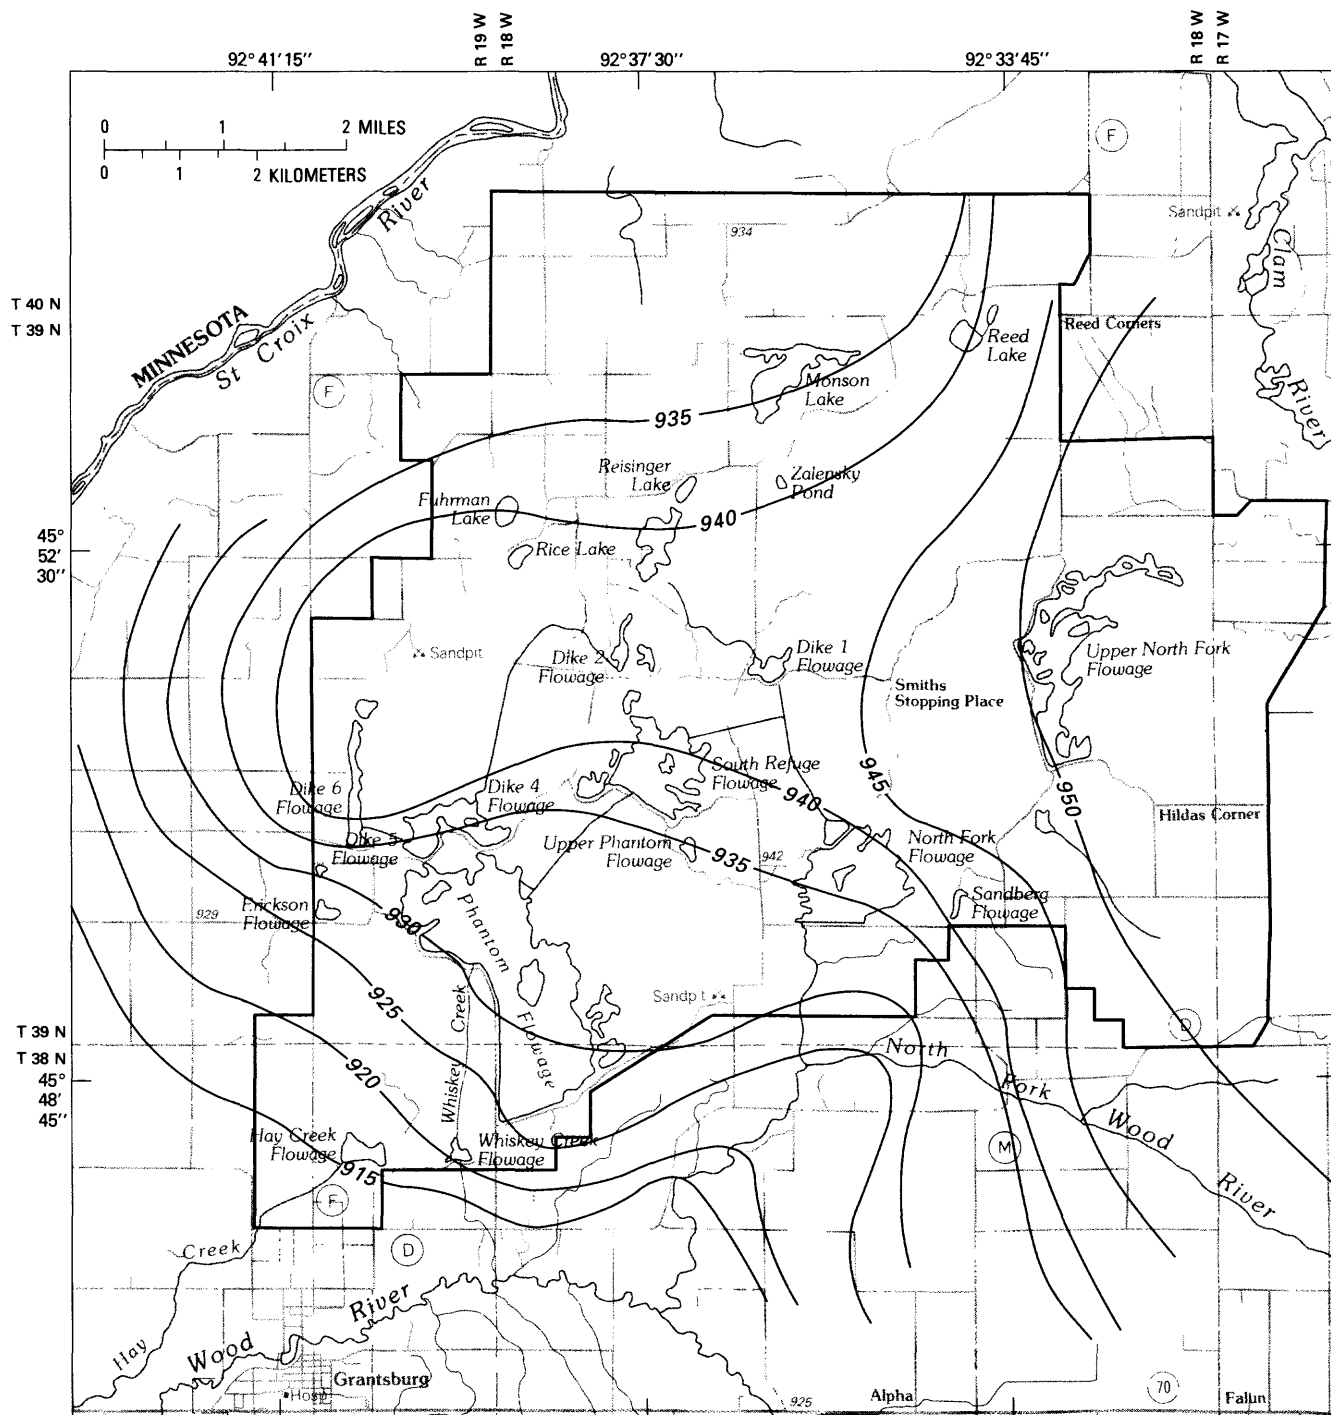 R 19 W
R 18 W
R 18 W
R 17 W
92° 41' 15''
92° 37' 30''
92° 33' 45''
0 1 2 MILES
0 1 2 KILOMETERS
F
Sandpit
River
934
Clam
T 40 N
T 39 N
MINNESOTA
St Croix
Reed Corners
Reed
Lake
F
Monson
Lake
River
935
Reisinger
Lake
Zalensky
Pond
Fuhrman
Lake
940
45°
52'
30''
Rice Lake
Sandpit
Dike 2
Flowage
Dike 1
Flowage
Upper North Fork
Flowage
Smiths
Stopping Place
South Refuge
Flowage
945
Dike 6
Flowage
Dike 4
Flowage
940
950
Hildas Corner
Dike 5
Flowage
Upper Phantom
Flowage
935
942
North Fork
Flowage
Sandberg
Flowage
Erickson
Flowage
929
930
Phantom
Flowage
925
Whiskey Creek
Sandp t
D
T 39 N
T 38 N
45°
48'
45''
North
Fork
Wood
River
920
Hay Creek
Flowage
Whiskey Creek
Flowage
M
915
F
Creek
D
Hay
Wood
River
Grantsburg
Hosp
925
Alpha
70
Falun